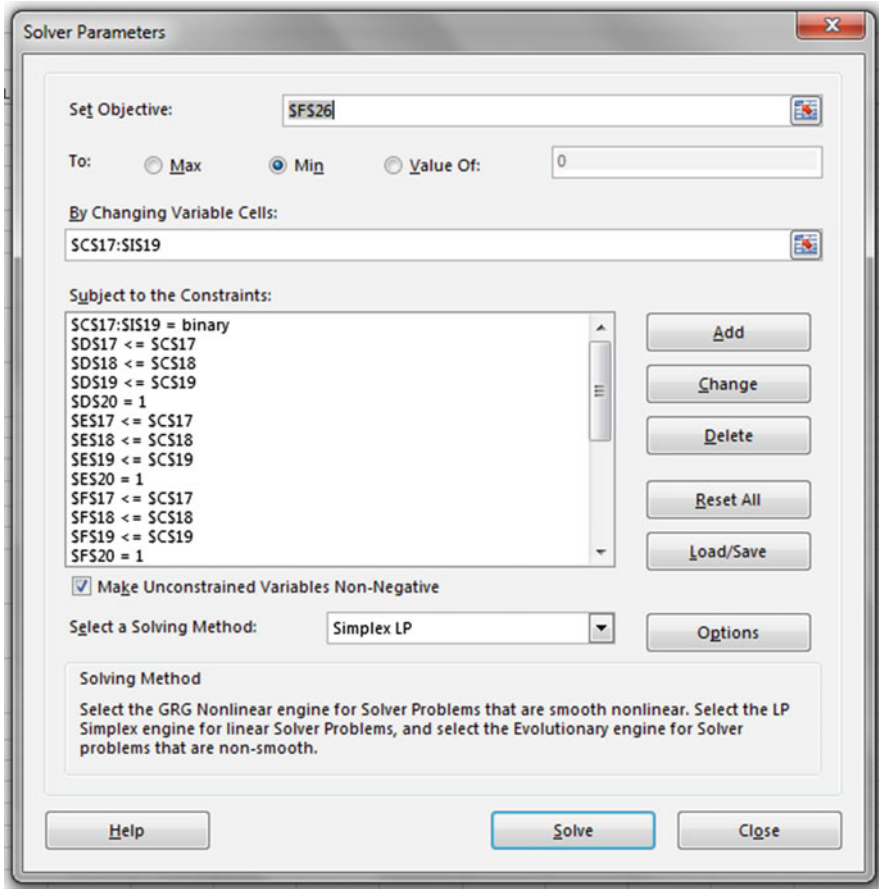 L
Solver Parameters
X
Set Objective:
$F$26
To:
Max
Min
Value Of:
0
By Changing Variable Cells:
$C$17:$I$19
Subject to the Constraints:
$C$17:$I$19 = binary
$D$17 <= $C$17
$D$18 <= $C$18
$D$19 <= $C$19
$D$20 = 1
$E$17 <= $C$17
$E$18 <= $C$18
$E$19 <= $C$19
$E$20 = 1
$F$17 <= $C$17
$F$18 <= $C$18
$F$19 <= $C$19
$F$20 = 1
Add
Change
Delete
Reset All
Load/Save
Make Unconstrained Variables Non-Negative
Select a Solving Method:
Simplex LP
Options
Solving Method
Select the GRG Nonlinear engine for Solver Problems that are smooth nonlinear. Select the LP
Simplex engine for linear Solver Problems, and select the Evolutionary engine for Solver
problems that are non-smooth.
Help
Solve
Close